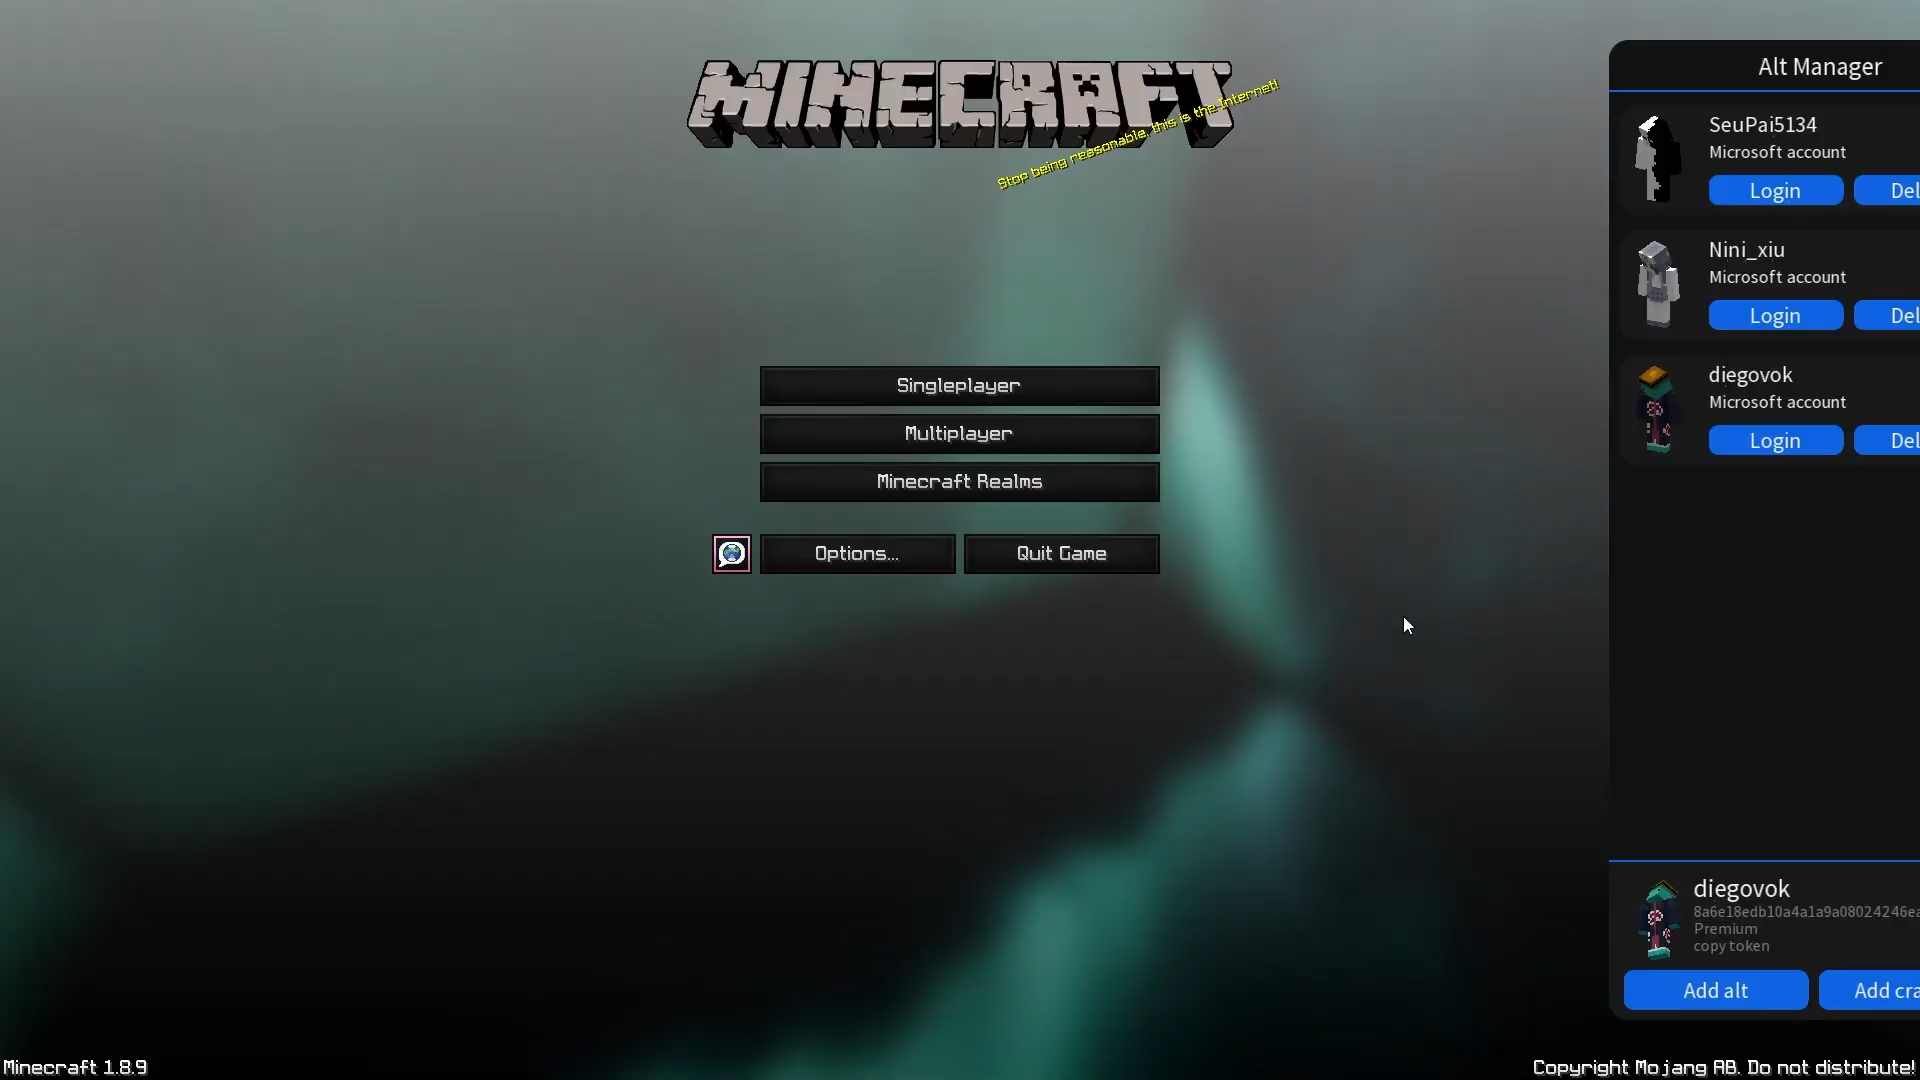 MINECRAFT
Stop being reasonable, this is the Internet!
Singleplayer
Multiplayer
Minecraft Realms
Options...
Quit Game
Alt Manager
SeuPai5134
Microsoft account
Login
Del
Nini_xiu
Microsoft account
Login
Del
diegovok
Microsoft account
Login
Del
diegovok
8a6e18edb10a4a1a9a08024246ea
Premium
copy token
Add alt
Add cra
Minecraft 1.8.9
Copyright Mojang AB. Do not distribute!